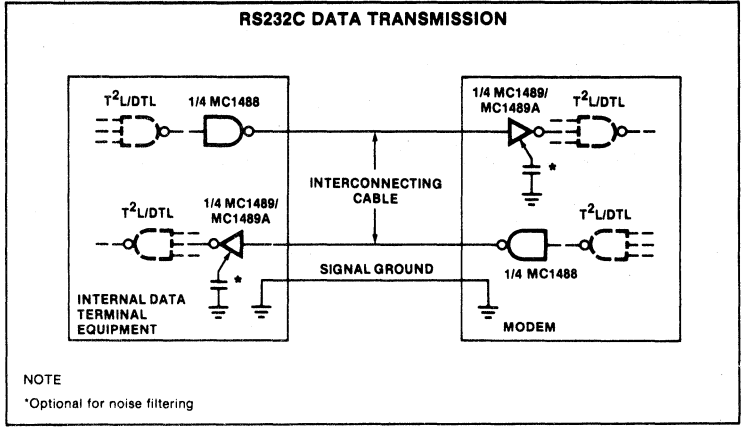 RS232C DATA TRANSMISSION
T²L/DTL
1/4 MC1488
1/4 MC1489/
MC1489A
T²L/DTL
*
INTERCONNECTING
CABLE
T²L/DTL
1/4 MC1489/
MC1489A
*
T²L/DTL
1/4 MC1488
SIGNAL GROUND
INTERNAL DATA
TERMINAL
EQUIPMENT
MODEM
NOTE
*Optional for noise filtering